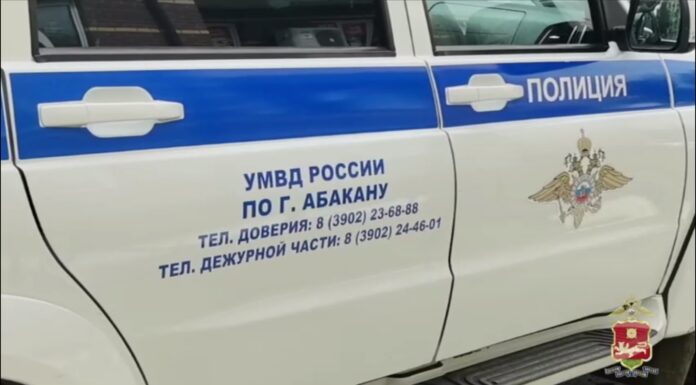 ПОЛИЦИЯ
УМВД РОССИИ
ПО Г. АБАКАНУ
ТЕЛ. ДОВЕРИЯ: 8 (3902) 23-68-88
ТЕЛ. ДЕЖУРНОЙ ЧАСТИ: 8 (3902) 24-46-01